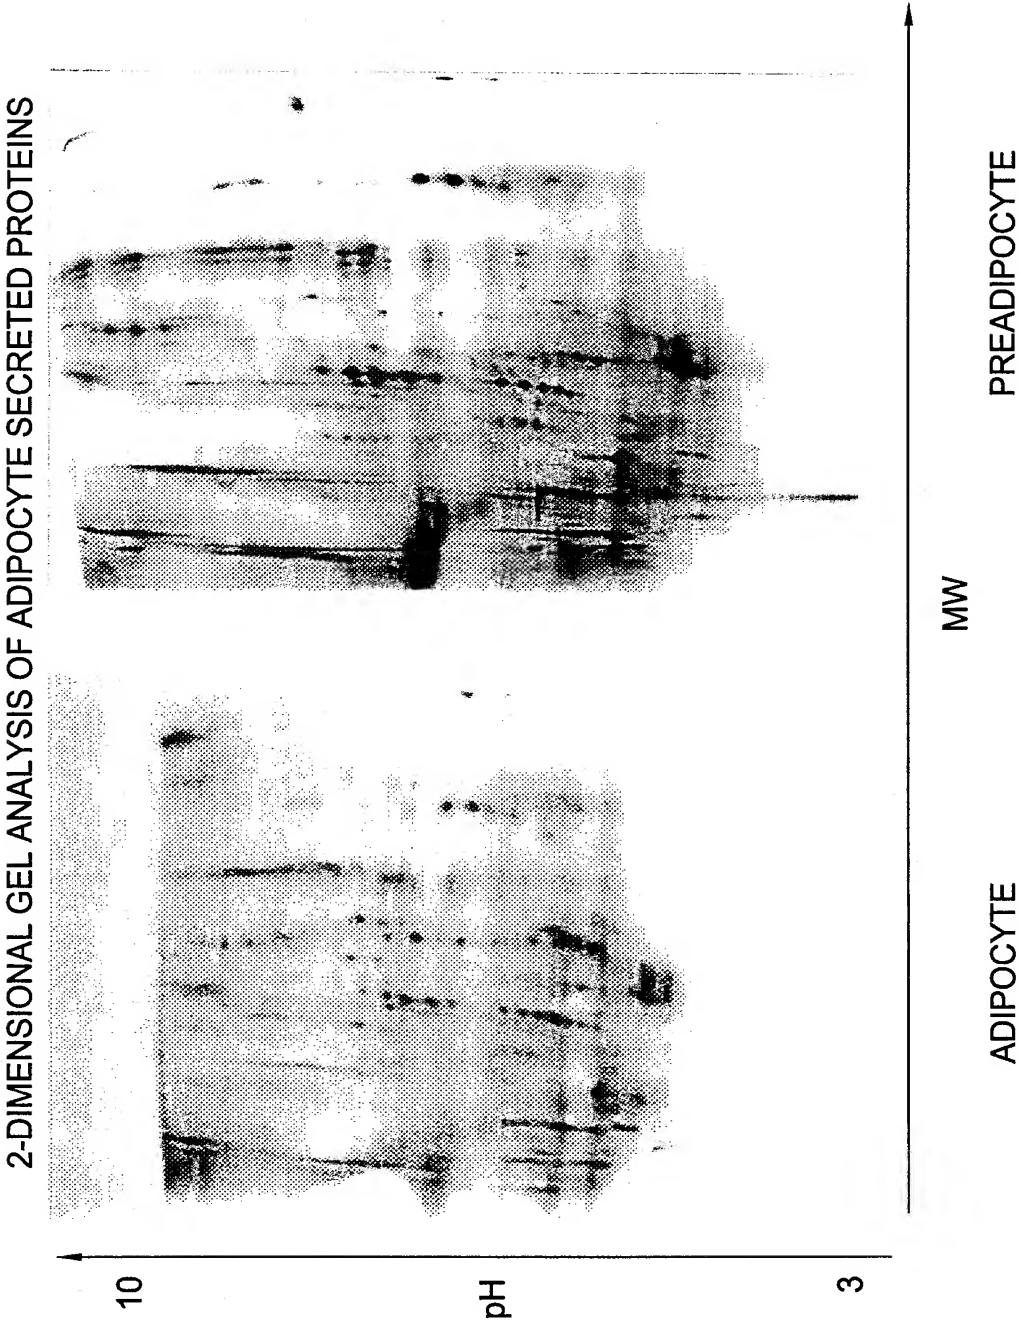 2-DIMENSIONAL GEL ANALYSIS OF ADIPOCYTE SECRETED PROTEINS
10
pH
3
MW
ADIPOCYTE
PREADIPOCYTE